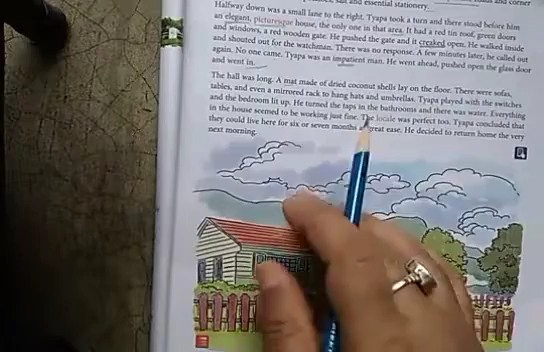 and essential stationery.
and corner
Halfway down was a small lane to the right. Tyapa took a turn and there stood before him
an elegant, picturesque house, the only one in that area. It had a red tin roof, green doors
and windows, a red wooden gate. He pushed the gate and it creaked open. He walked inside
and shouted out for the watchman. There was no response. A few minutes later, he called out
again. No one came. Tyapa was an impatient man. He went ahead, pushed open the glass door
and went in.
The hall was long. A mat made of dried coconut shells lay on the floor. There were sofas,
tables, and even a mirrored rack to hang hats and umbrellas. Tyapa played with the switches
and the bedroom lit up. He turned the taps in the bathrooms and there was water. Everything
in the house seemed to be working just fine. The locale was perfect too. Tyapa concluded that
they could live here for six or seven months great ease. He decided to return home the very
next morning.